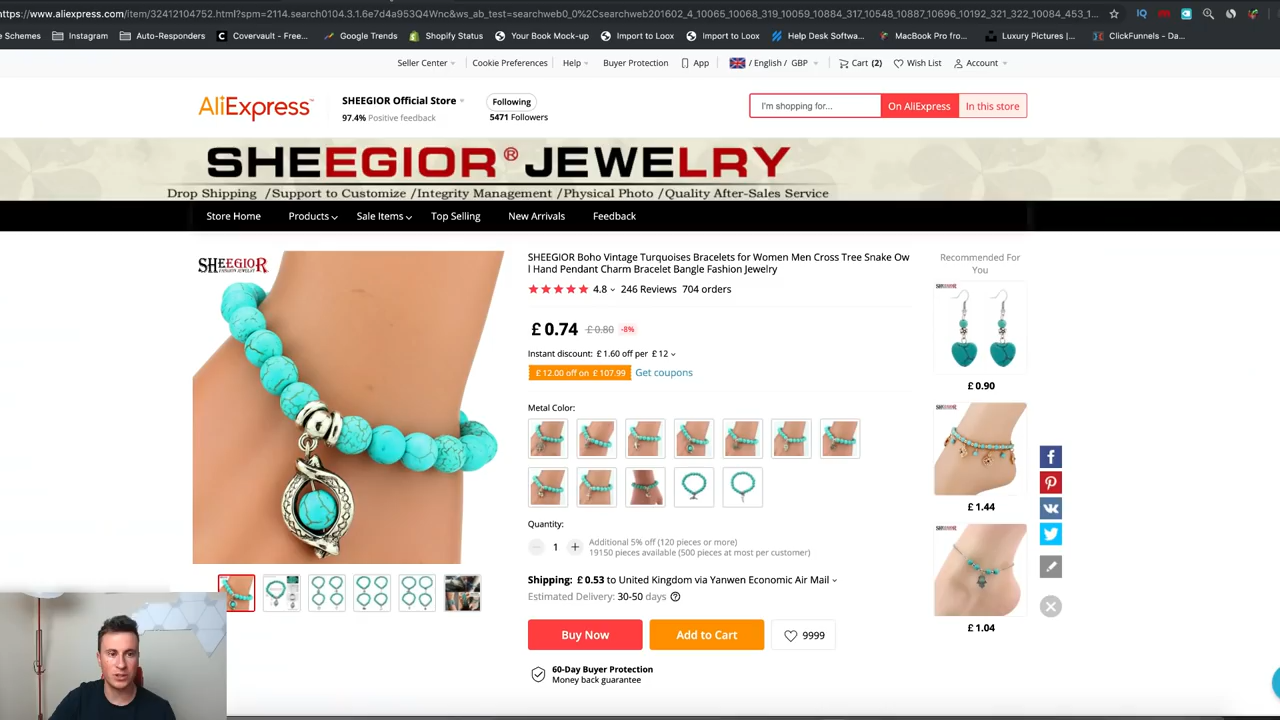 https://www.aliexpress.com/item/32412104752.html?spm=2114.search0104.3.1.6e7d4a953Q4Wnc&ws_ab_test=searchweb0_0%2Csearchweb201602_4_10065_10068_319_10059_10884_317_10548_10887_10696_10192_321_322_10084_453_1...
e Schemes Instagram Auto-Responders Covervault - Free... Google Trends Shopify Status Your Book Mock-up Import to Loox Import to Loox Help Desk Softwa... MacBook Pro fro... Luxury Pictures |... ClickFunnels - Da...
Seller Center Cookie Preferences Help Buyer Protection App / English / GBP Cart (2) Wish List Account
AliExpress™
SHEEGIOR Official Store
97.4% Positive feedback
Following
5471 Followers
I'm shopping for... On AliExpress In this store
SHEEGIOR® JEWELRY
Drop Shipping /Support to Customize /Integrity Management /Physical Photo /Quality After-Sales Service
Store Home Products Sale Items Top Selling New Arrivals Feedback
SHEEGIOR
FASHION JEWELRY
SHEEGIOR Boho Vintage Turquoises Bracelets for Women Men Cross Tree Snake Ow
l Hand Pendant Charm Bracelet Bangle Fashion Jewelry
4.8 246 Reviews 704 orders
£ 0.74 £ 0.80 -8%
Instant discount: £ 1.60 off per £ 12
£ 12.00 off on £ 107.99 Get coupons
Metal Color:
Quantity:
1
Additional 5% off (120 pieces or more)
19150 pieces available (500 pieces at most per customer)
Shipping: £ 0.53 to United Kingdom via Yanwen Economic Air Mail
Estimated Delivery: 30-50 days
Buy Now Add to Cart 9999
60-Day Buyer Protection
Money back guarantee
Recommended For
You
SHEEGIOR
£ 0.90
SHEEGIOR
£ 1.44
SHEEGIOR
£ 1.04